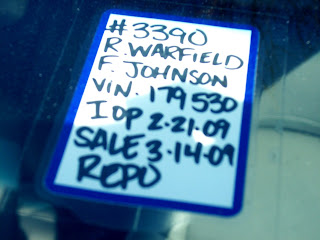 #3390
R. WARFIELD
F. JOHNSON
VIN. 179530
IOP 2-21-09
SALE 3-14-09
REPO